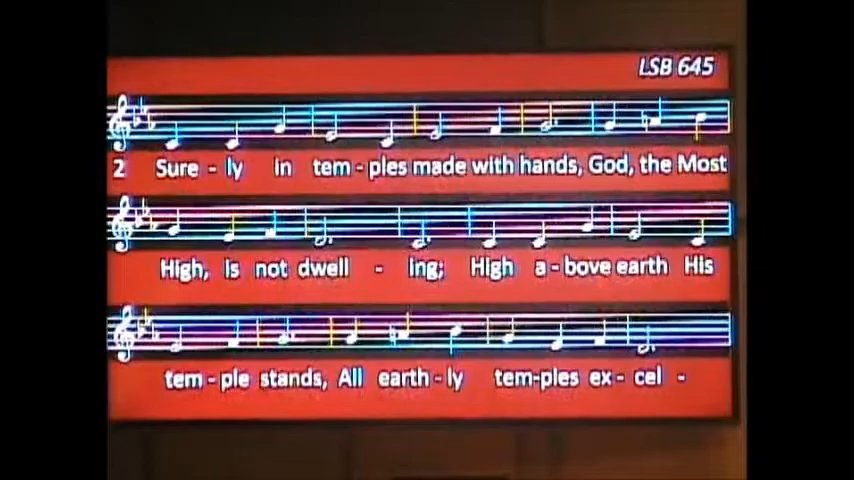 LSB 645
2 Sure - ly in tem - ples made with hands, God, the Most
High, is not dwell - ing; High a - bove earth His
tem - ple stands, All earth - ly tem - ples ex - cel -